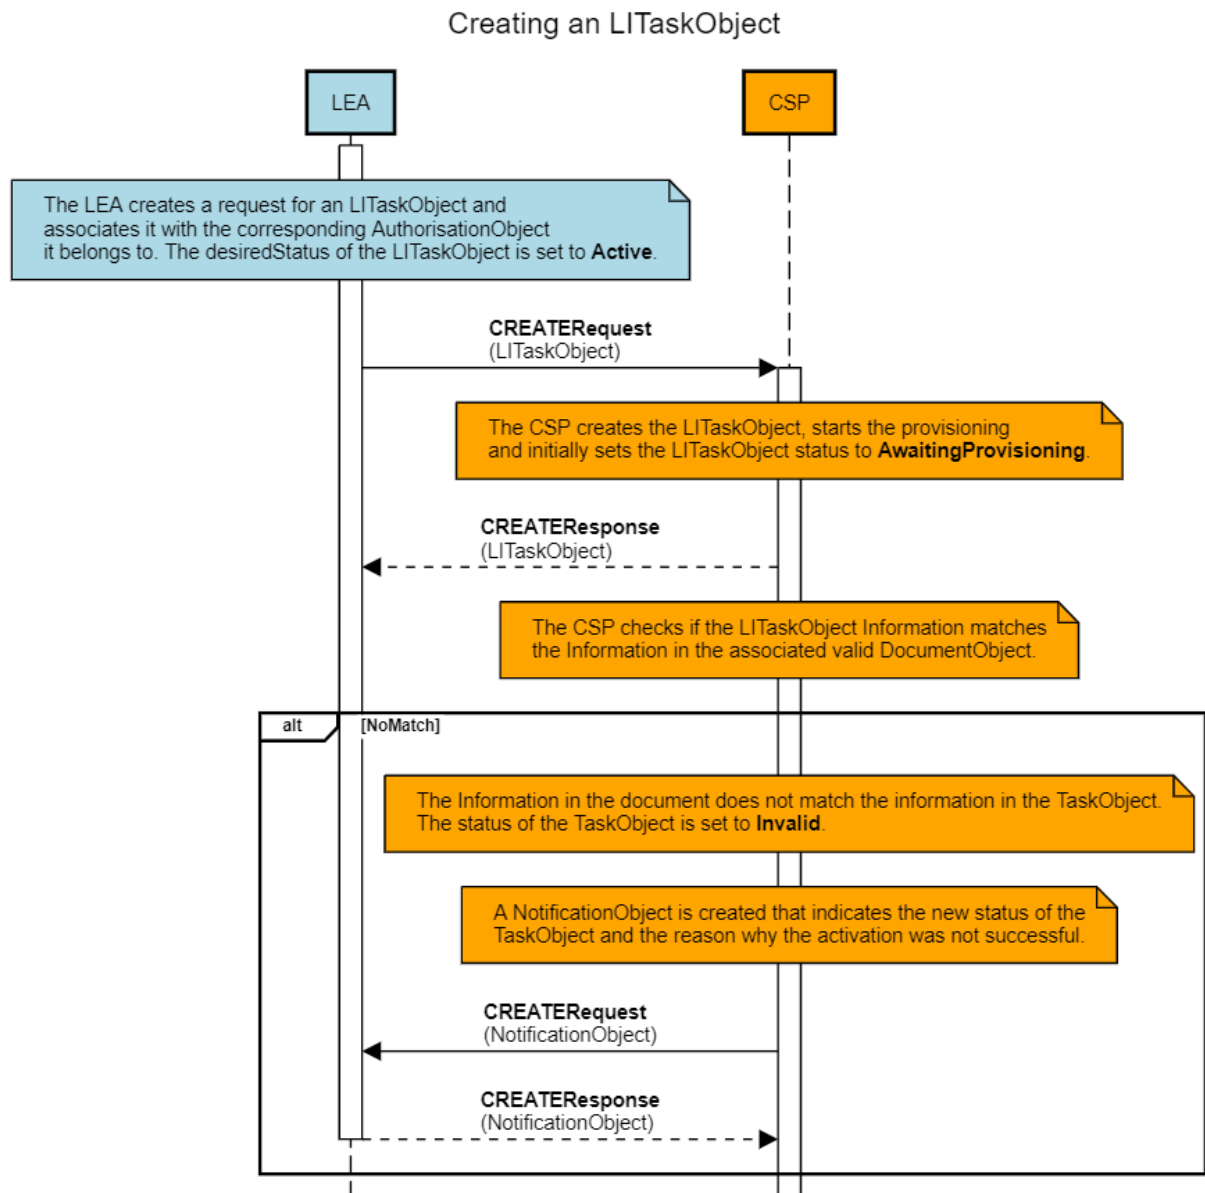 Creating an LITaskObject
LEA
CSP
The LEA creates a request for an LITaskObject and
associates it with the corresponding AuthorisationObject
it belongs to. The desiredStatus of the LITaskObject is set to Active.
CREATERequest
(LITaskObject)
The CSP creates the LITaskObject, starts the provisioning
and initially sets the LITaskObject status to AwaitingProvisioning.
CREATEResponse
(LITaskObject)
The CSP checks if the LITaskObject Information matches
the Information in the associated valid DocumentObject.
alt
[NoMatch]
The Information in the document does not match the information in the TaskObject.
The status of the TaskObject is set to Invalid.
A NotificationObject is created that indicates the new status of the
TaskObject and the reason why the activation was not successful.
CREATERequest
(NotificationObject)
CREATEResponse
(NotificationObject)